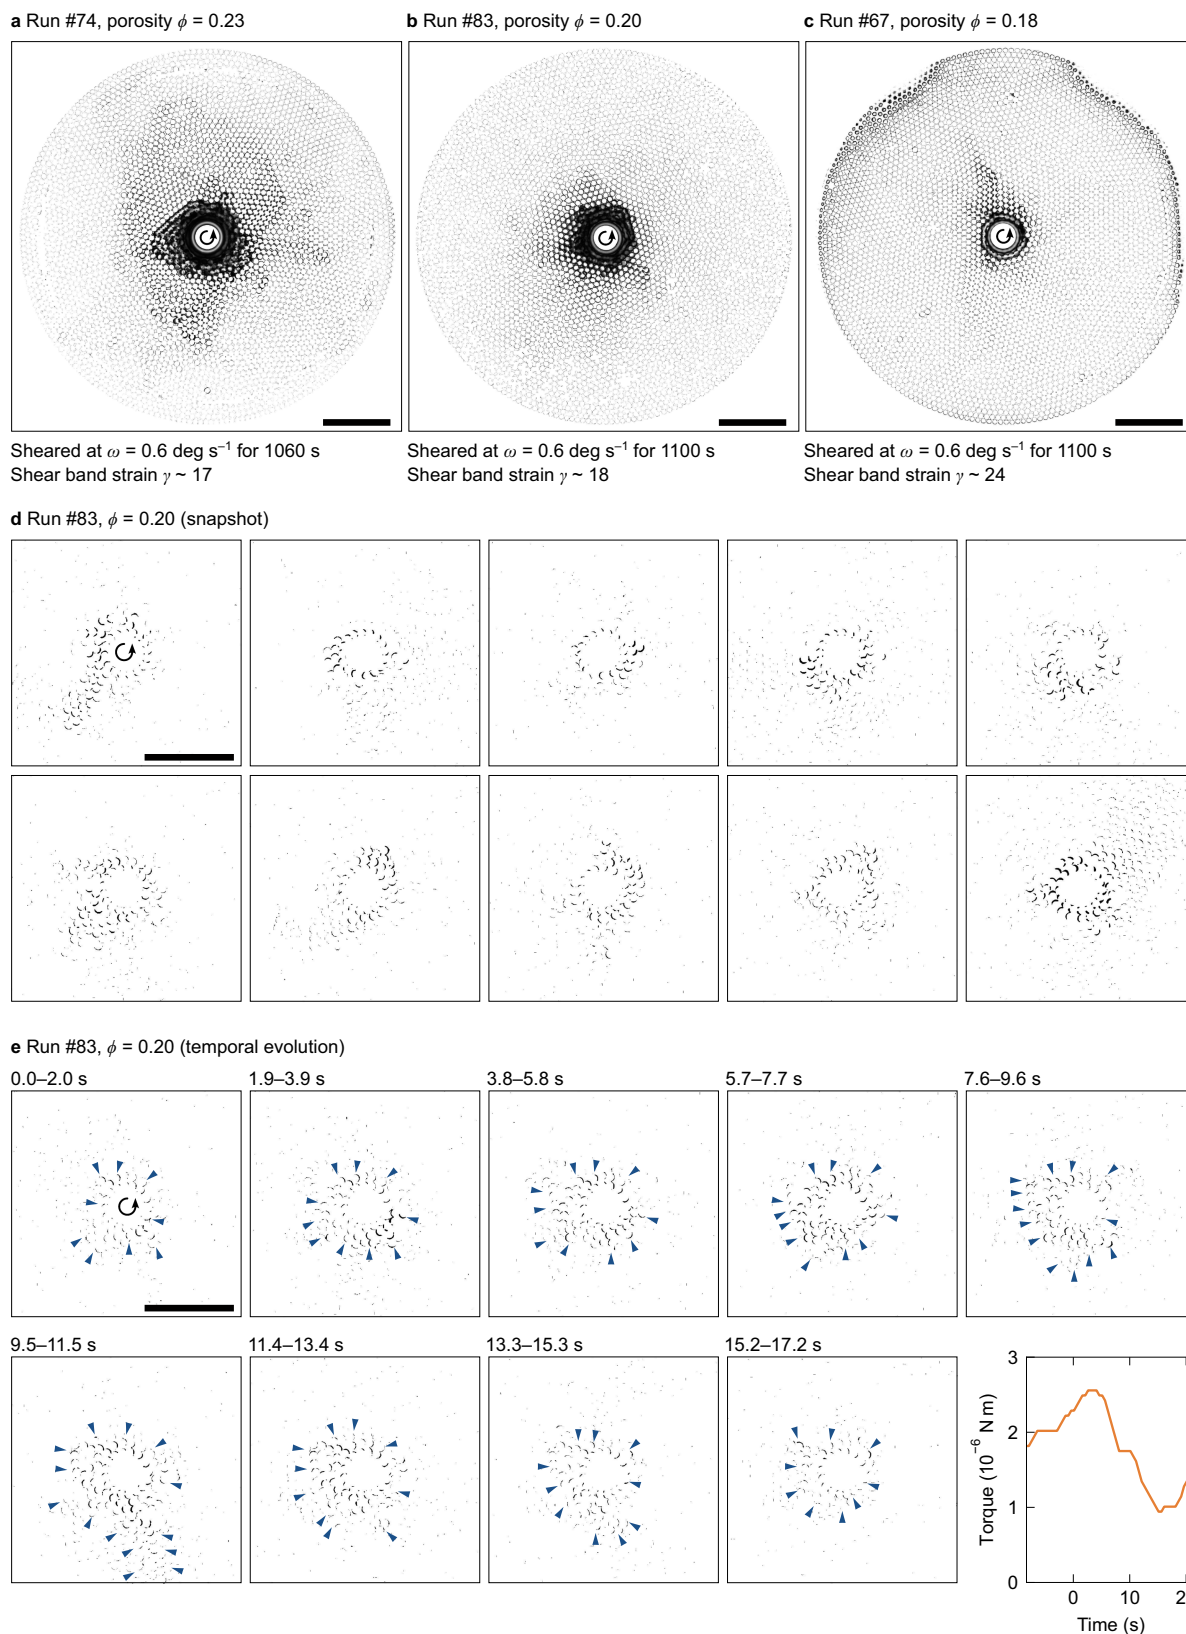 a Run #74, porosity ϕ = 0.23
b Run #83, porosity ϕ = 0.20
c Run #67, porosity ϕ = 0.18
Sheared at ω = 0.6 deg s⁻¹ for 1060 s
Shear band strain γ ~ 17
Sheared at ω = 0.6 deg s⁻¹ for 1100 s
Shear band strain γ ~ 18
Sheared at ω = 0.6 deg s⁻¹ for 1100 s
Shear band strain γ ~ 24
d Run #83, ϕ = 0.20 (snapshot)
e Run #83, ϕ = 0.20 (temporal evolution)
0.0–2.0 s
1.9–3.9 s
3.8–5.8 s
5.7–7.7 s
7.6–9.6 s
9.5–11.5 s
11.4–13.4 s
13.3–15.3 s
15.2–17.2 s
3
2
1
0
Torque (10⁻⁶ N m)
0 10
Time (s)